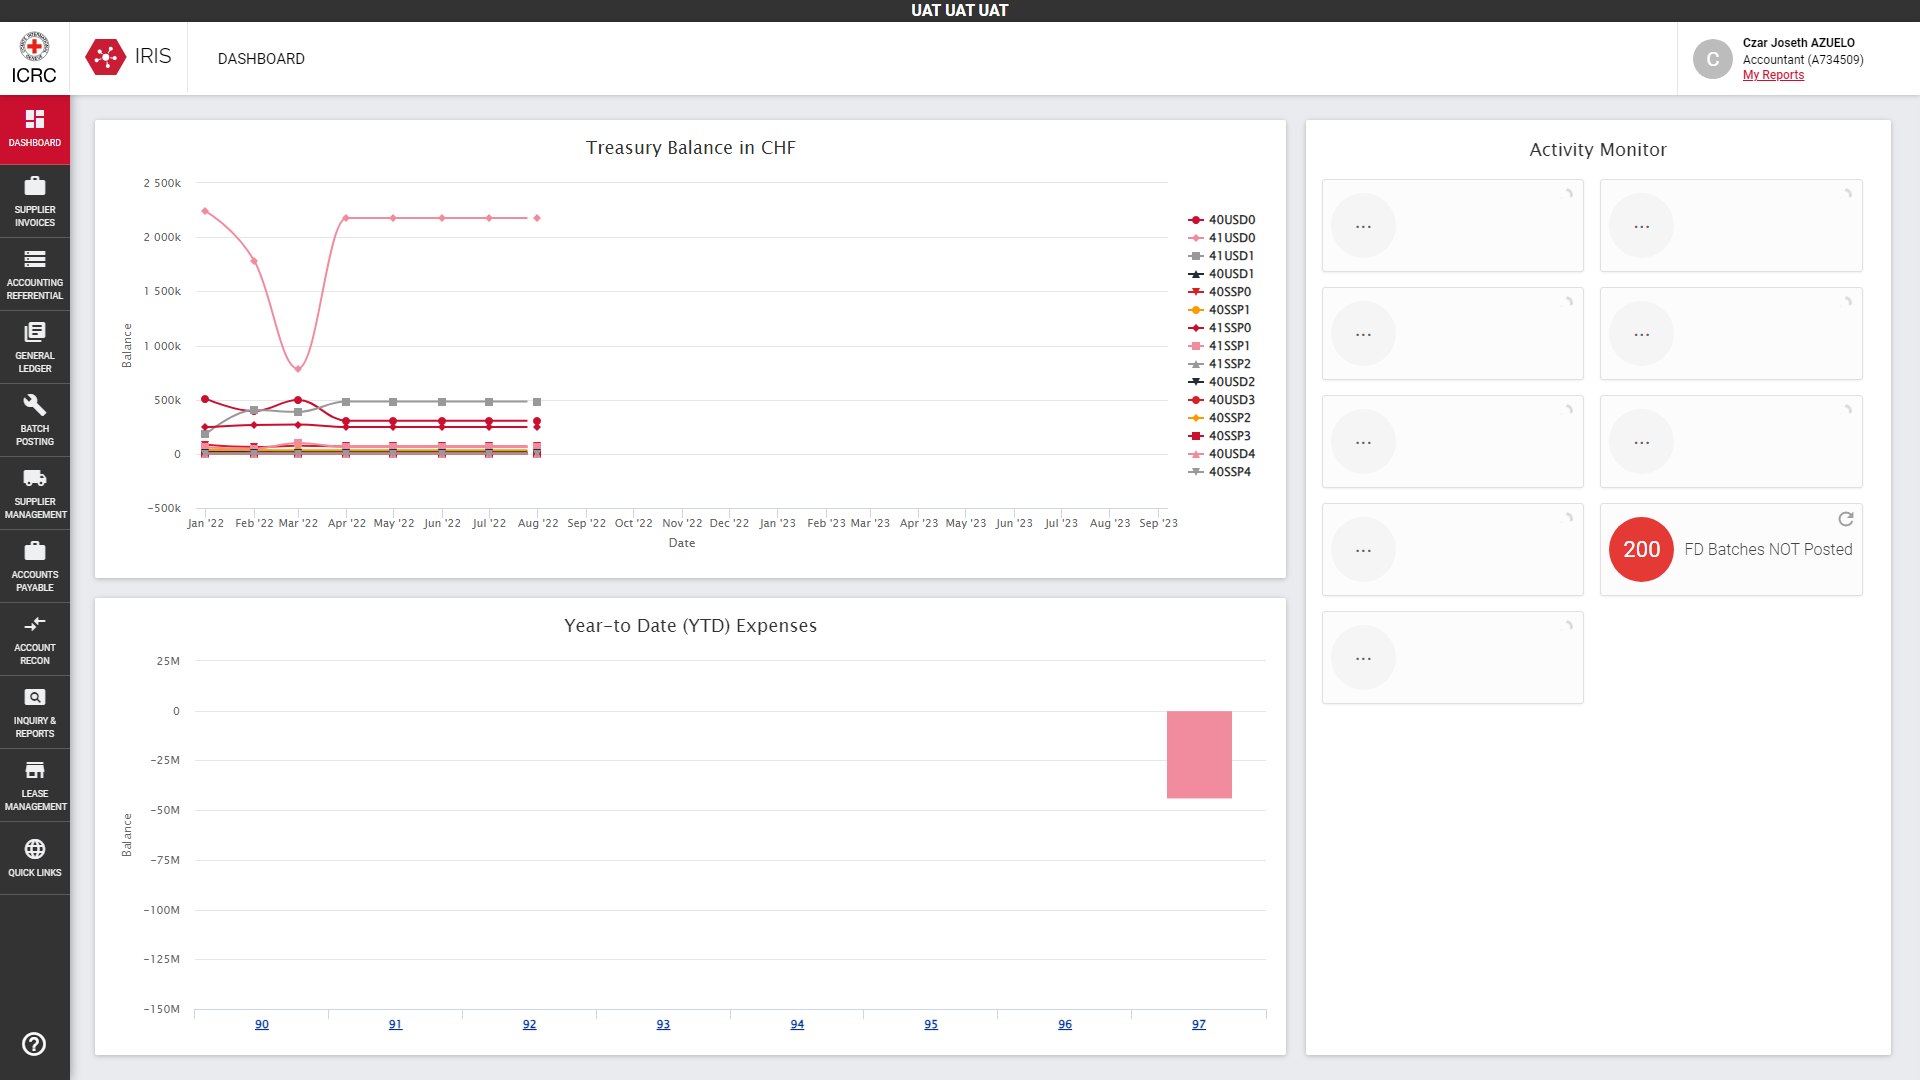 UAT UAT UAT
ICRC
IRIS
DASHBOARD
Czar Joseth AZUELO
Accountant (A734509)
My Reports
DASHBOARD
SUPPLIER
INVOICES
ACCOUNTING
REFERENTIAL
GENERAL
LEDGER
BATCH
POSTING
SUPPLIER
MANAGEMENT
ACCOUNTS
PAYABLE
ACCOUNT
RECON
INQUIRY &
REPORTS
LEASE
MANAGEMENT
QUICK LINKS
Treasury Balance in CHF
2 500k
2 000k
1 500k
1 000k
500k
0
−500k
Balance
Jan '22 Feb '22 Mar '22 Apr '22 May '22 Jun '22 Jul '22 Aug '22 Sep '22 Oct '22 Nov '22 Dec '22 Jan '23 Feb '23 Mar '23 Apr '23 May '23 Jun '23 Jul '23 Aug '23 Sep '23
Date
40USD0
41USD0
41USD1
40USD1
40SSP0
40SSP1
41SSP0
41SSP1
41SSP2
40USD2
40USD3
40SSP2
40SSP3
40USD4
40SSP4
Year−to Date (YTD) Expenses
25M
0
−25M
−50M
−75M
−100M
−125M
−150M
Balance
90 91 92 93 94 95 96 97
Activity Monitor
... ...
... ...
... ...
...
200 FD Batches NOT Posted
...